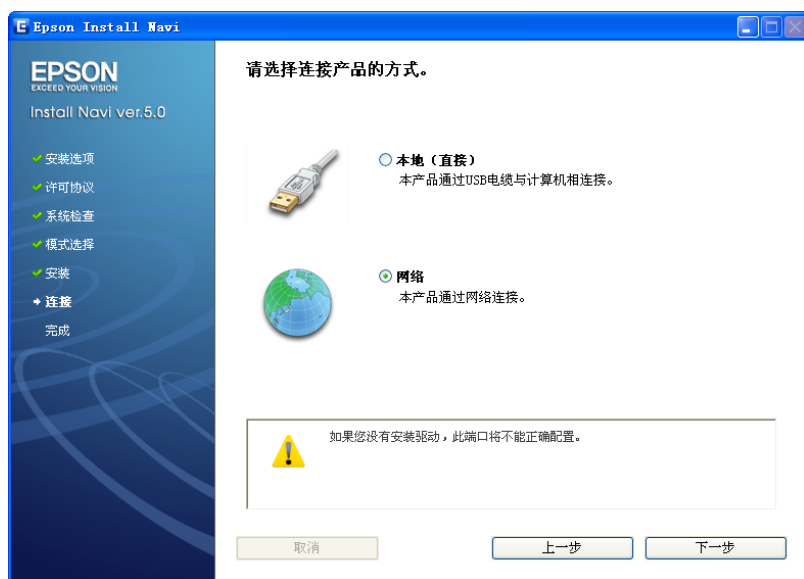 Epson Install Navi
EPSON
EXCEED YOUR VISION
Install Navi ver.5.0
安装选项
许可协议
系统检查
模式选择
安装
连接
完成
请选择连接产品的方式。
本地（直接）
本产品通过USB电缆与计算机相连接。
网络
本产品通过网络连接。
如果您没有安装驱动，此端口将不能正确配置。
取消
上一步
下一步